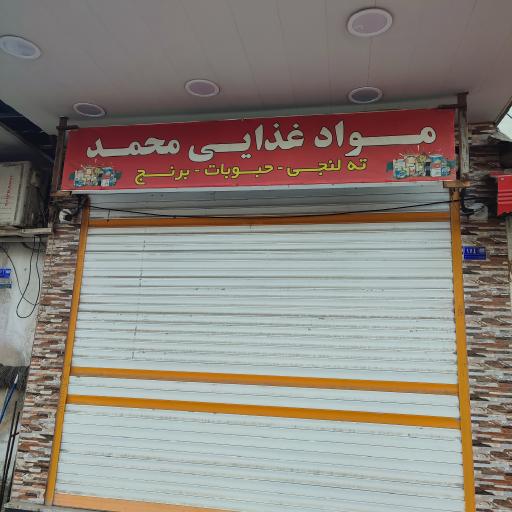 مواد غذایی محمد
ته لنجی - حبوبات - برنج